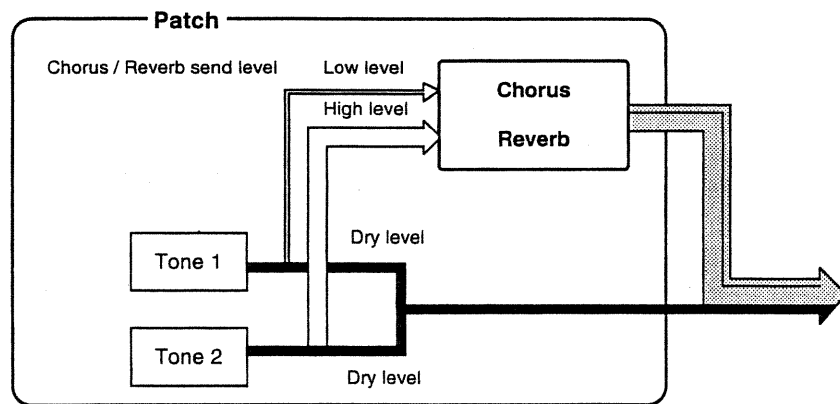 Patch
Chorus / Reverb send level
Low level
High level
Chorus
Reverb
Dry level
Tone 1
Tone 2
Dry level